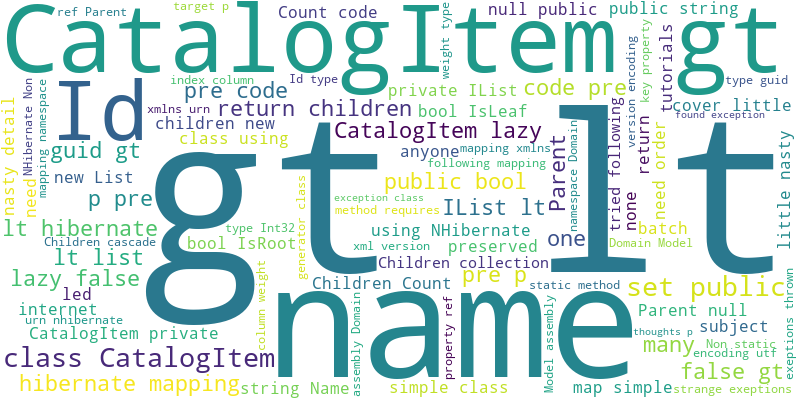 ref Parent
target p
Count code
weight type
null public
public string
CatalogItem gt
index column
Id type
type guid
Id
pre code
private IList
code pre
version encoding
key property
tutorials
NHibernate Non
mapping namespace
xmlns urn
return children
bool IsLeaf
cover little
found exception
nasty detail
children new
CatalogItem lazy
tried following
class using
anyone
mapping xmlns
return
need order
guid gt
following mapping
Parent
namespace Domain
little nasty
new List
gt
lt
public bool
need
p pre
exception class
method requires
IList lt
none
lt hibernate
generator class
type Int32
using NHibernate
one
batch
Children cascade
bool IsRoot
xml version
preserved
Domain Model
lt list
Children collection
lazy false
column weight
pre p
led
Children Count
static method
set public
name
internet
Parent null
urn nhibernate
assembly Domain
property ref
Model assembly
thoughts p
subject
CatalogItem private
many
Non static
encoding utf
exeptions thrown
class CatalogItem
false gt
hibernate mapping
string Name
simple class
map simple
strange exeptions